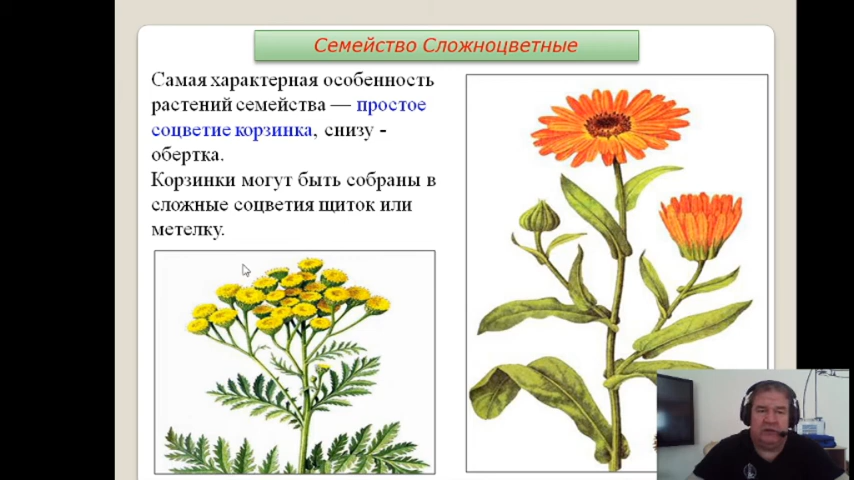 Семейство Сложноцветные
Самая характерная особенность
растений семейства — простое
соцветие корзинка, снизу -
обертка.
Корзинки могут быть собраны в
сложные соцветия щиток или
метелку.